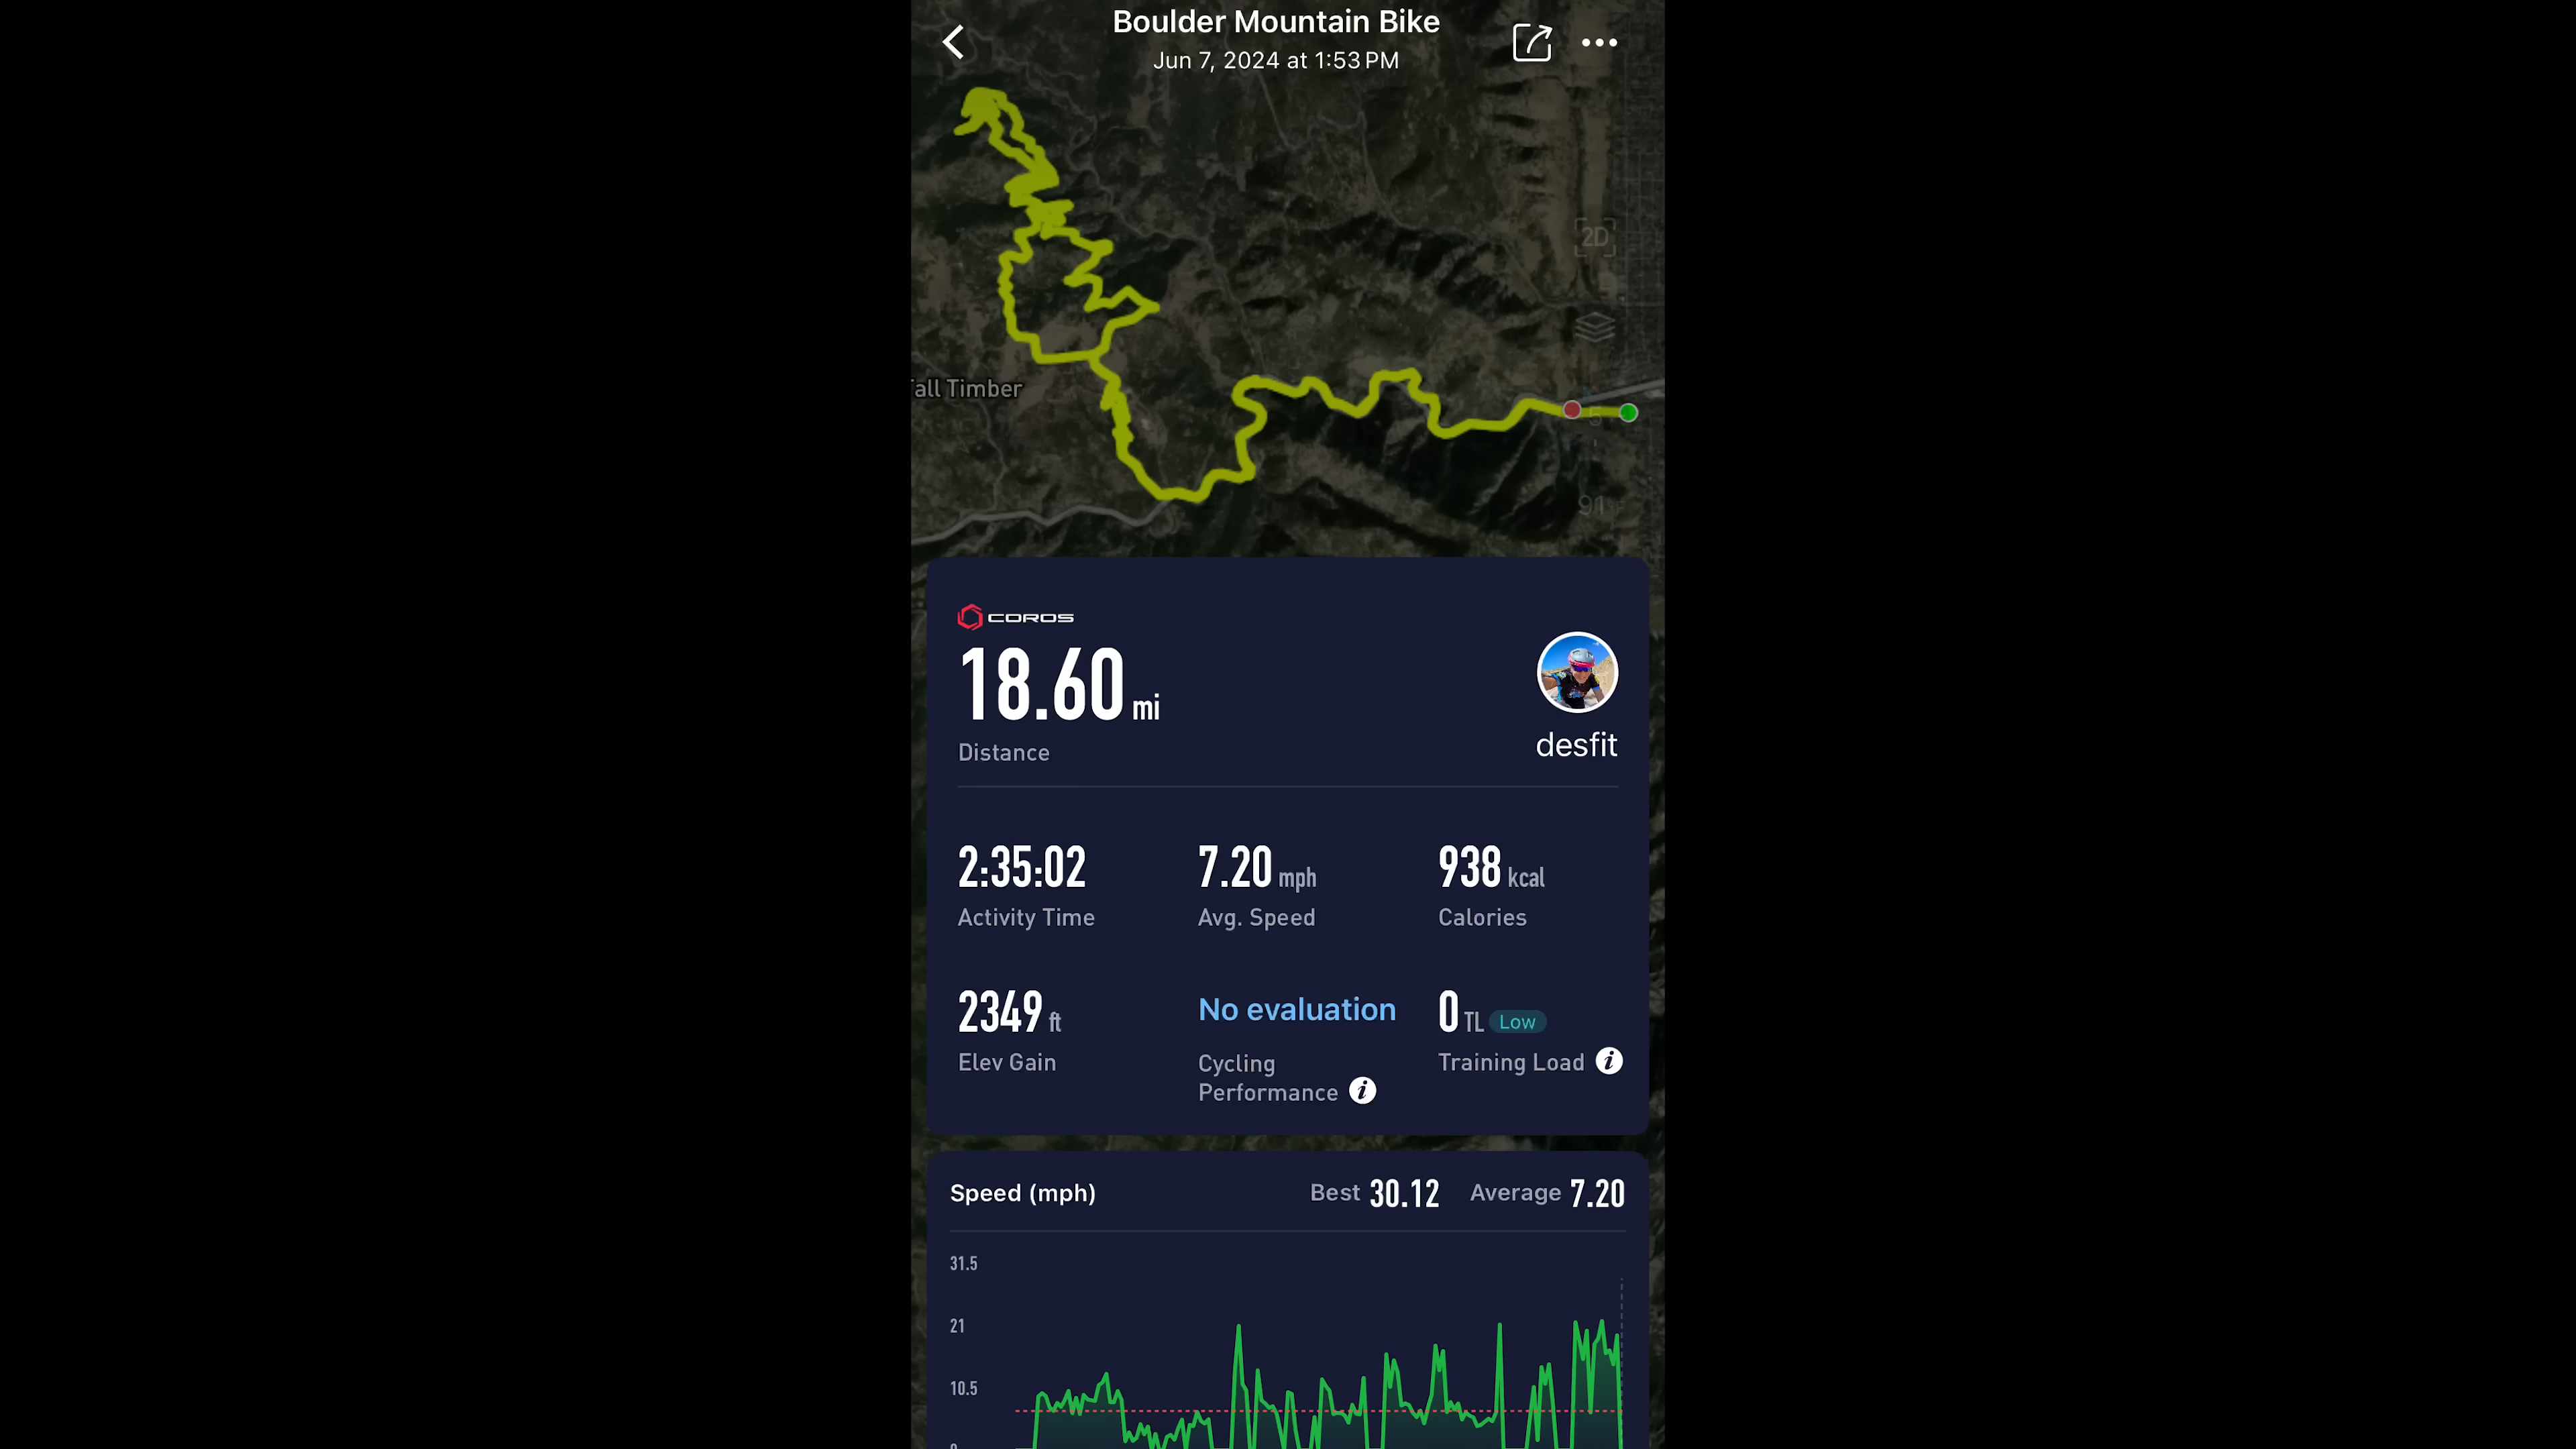 Boulder Mountain Bike
Jun 7, 2024 at 1:53 PM
2D
all Timber
5
91
COROS
18.60 mi
Distance
desfit
2:35:02
Activity Time
7.20 mph
Avg. Speed
938 kcal
Calories
2349 ft
Elev Gain
No evaluation
Cycling
Performance
0 TL Low
Training Load
Speed (mph)
Best 30.12 Average 7.20
31.5
21
10.5